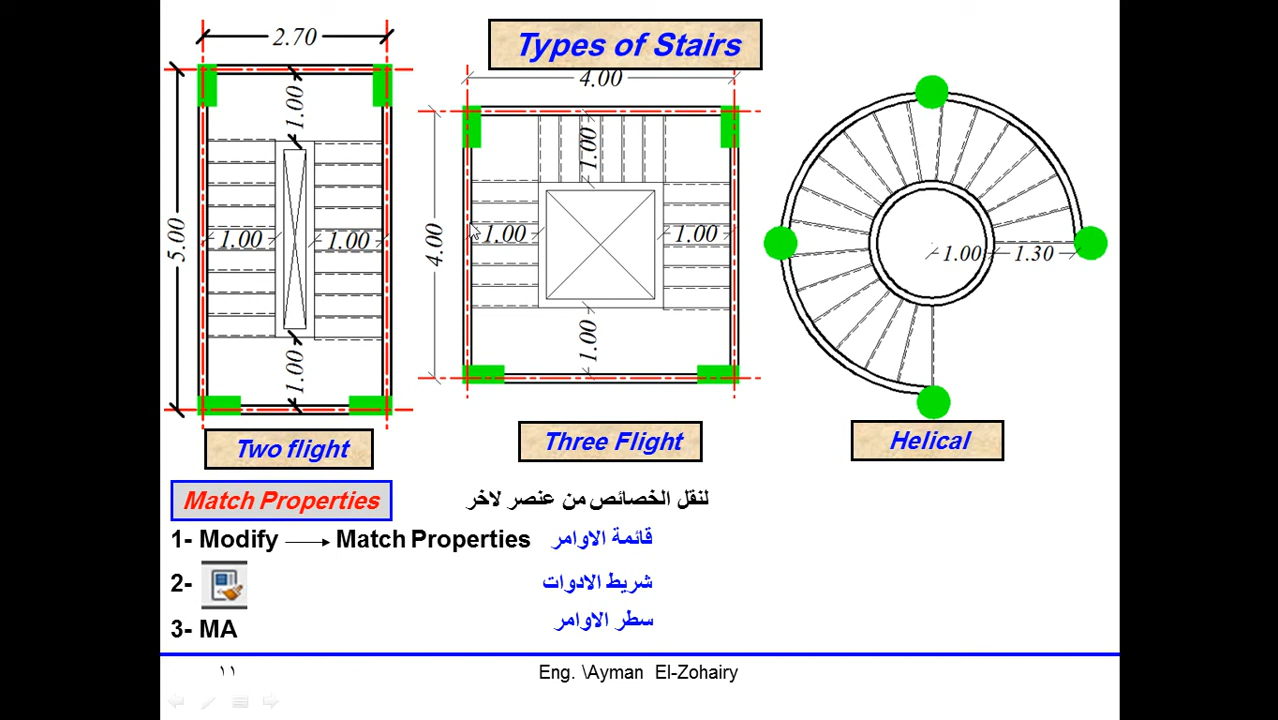 Types of Stairs
2.70
5.00
1.00
1.00
1.00
1.00
4.00
4.00
1.00
1.00
1.00
1.00
1.00
1.30
Two flight
Three Flight
Helical
Match Properties
لنقل الخصائص من عنصر لاخر
1- Modify Match Properties قائمة الاوامر
2- شريط الادوات
3- MA سطر الاوامر
١١
Eng. \Ayman El-Zohairy